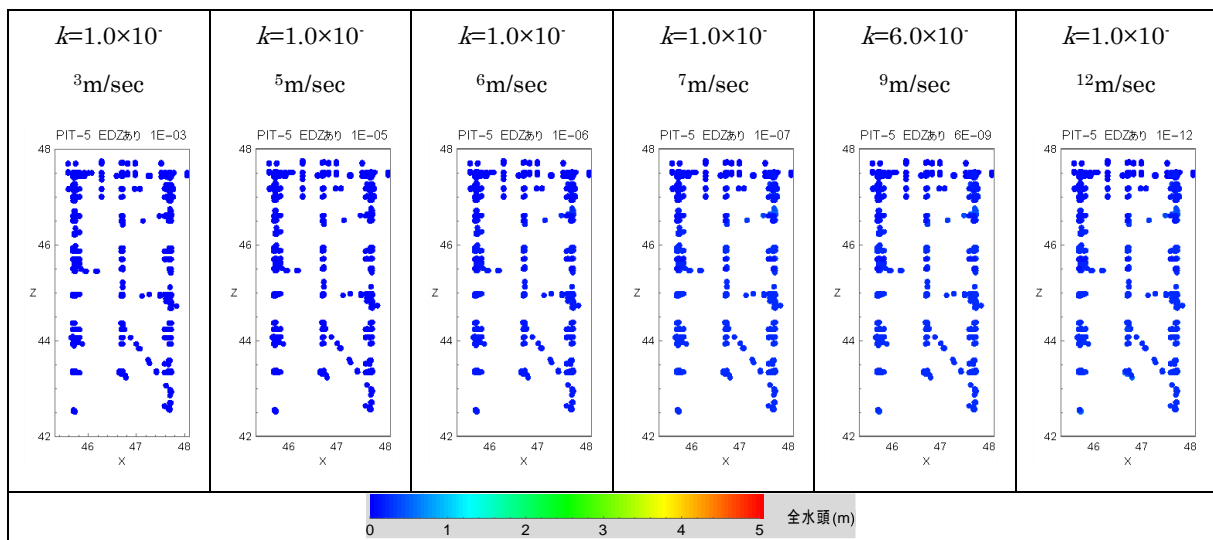 k=1.0×10⁻
³m/sec
k=1.0×10⁻
⁵m/sec
k=1.0×10⁻
⁶m/sec
k=1.0×10⁻
⁷m/sec
k=6.0×10⁻
⁹m/sec
k=1.0×10⁻
¹²m/sec
PIT-5 EDZあり 1E-03
48
46
Z
44
42
46 47 48
X
PIT-5 EDZあり 1E-05
48
46
Z
44
42
46 47 48
X
PIT-5 EDZあり 1E-06
48
46
Z
44
42
46 47 48
X
PIT-5 EDZあり 1E-07
48
46
Z
44
42
46 47 48
X
PIT-5 EDZあり 6E-09
48
46
Z
44
42
46 47 48
X
PIT-5 EDZあり 1E-12
48
46
Z
44
42
46 47 48
X
0 1 2 3 4 5 全水頭(m)